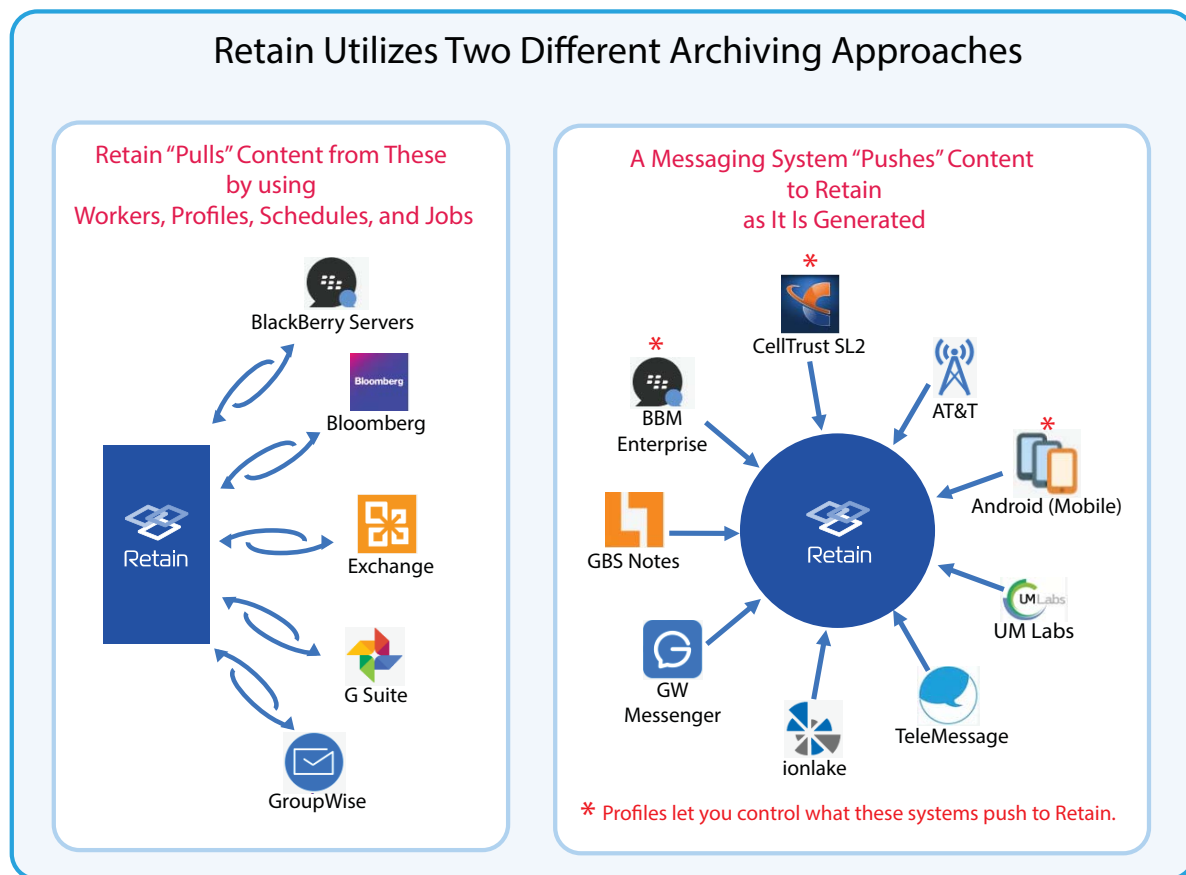 Retain Utilizes Two Different Archiving Approaches
Retain “Pulls” Content from These
by using
Workers, Profiles, Schedules, and Jobs
BlackBerry Servers
Bloomberg
Bloomberg
Retain
Exchange
G Suite
GroupWise
A Messaging System “Pushes” Content
to Retain
as It Is Generated
*
CellTrust SL2
*
BBM
Enterprise
AT&T
*
Android (Mobile)
GBS Notes
Retain
UM Labs
UM Labs
GW
Messenger
TeleMessage
ionlake
* Profiles let you control what these systems push to Retain.